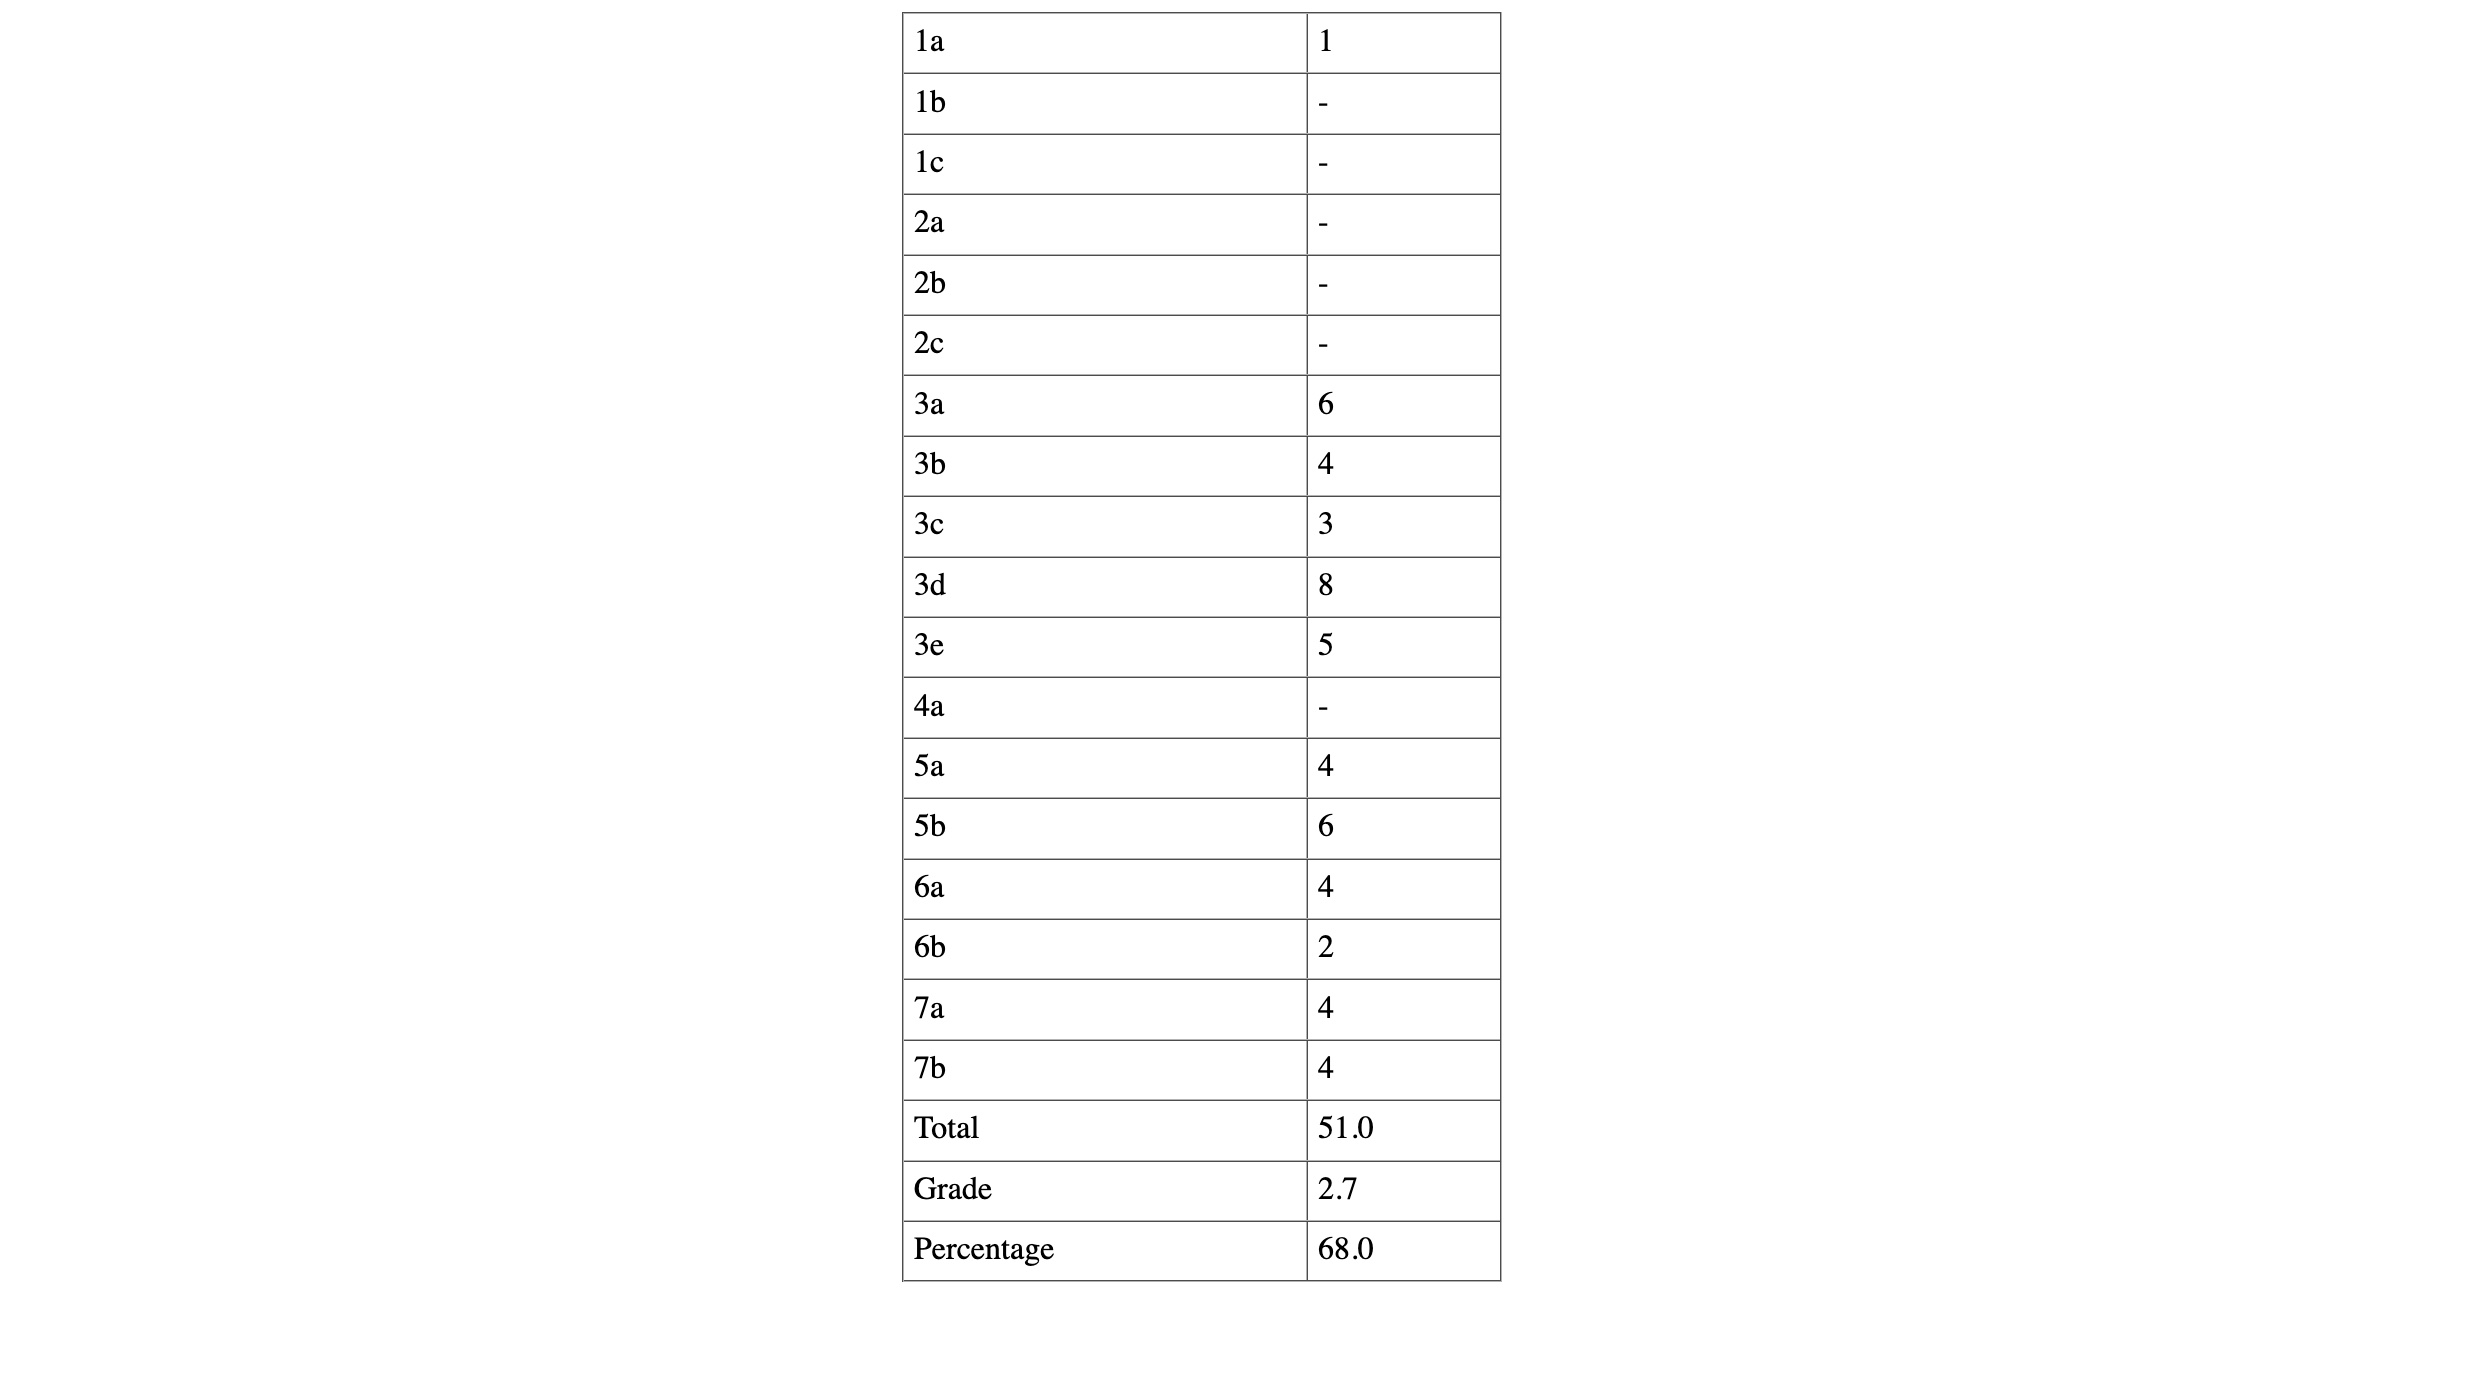 1a 1
1b -
1c -
2a -
2b -
2c -
3a 6
3b 4
3c 3
3d 8
3e 5
4a -
5a 4
5b 6
6a 4
6b 2
7a 4
7b 4
Total 51.0
Grade 2.7
Percentage 68.0